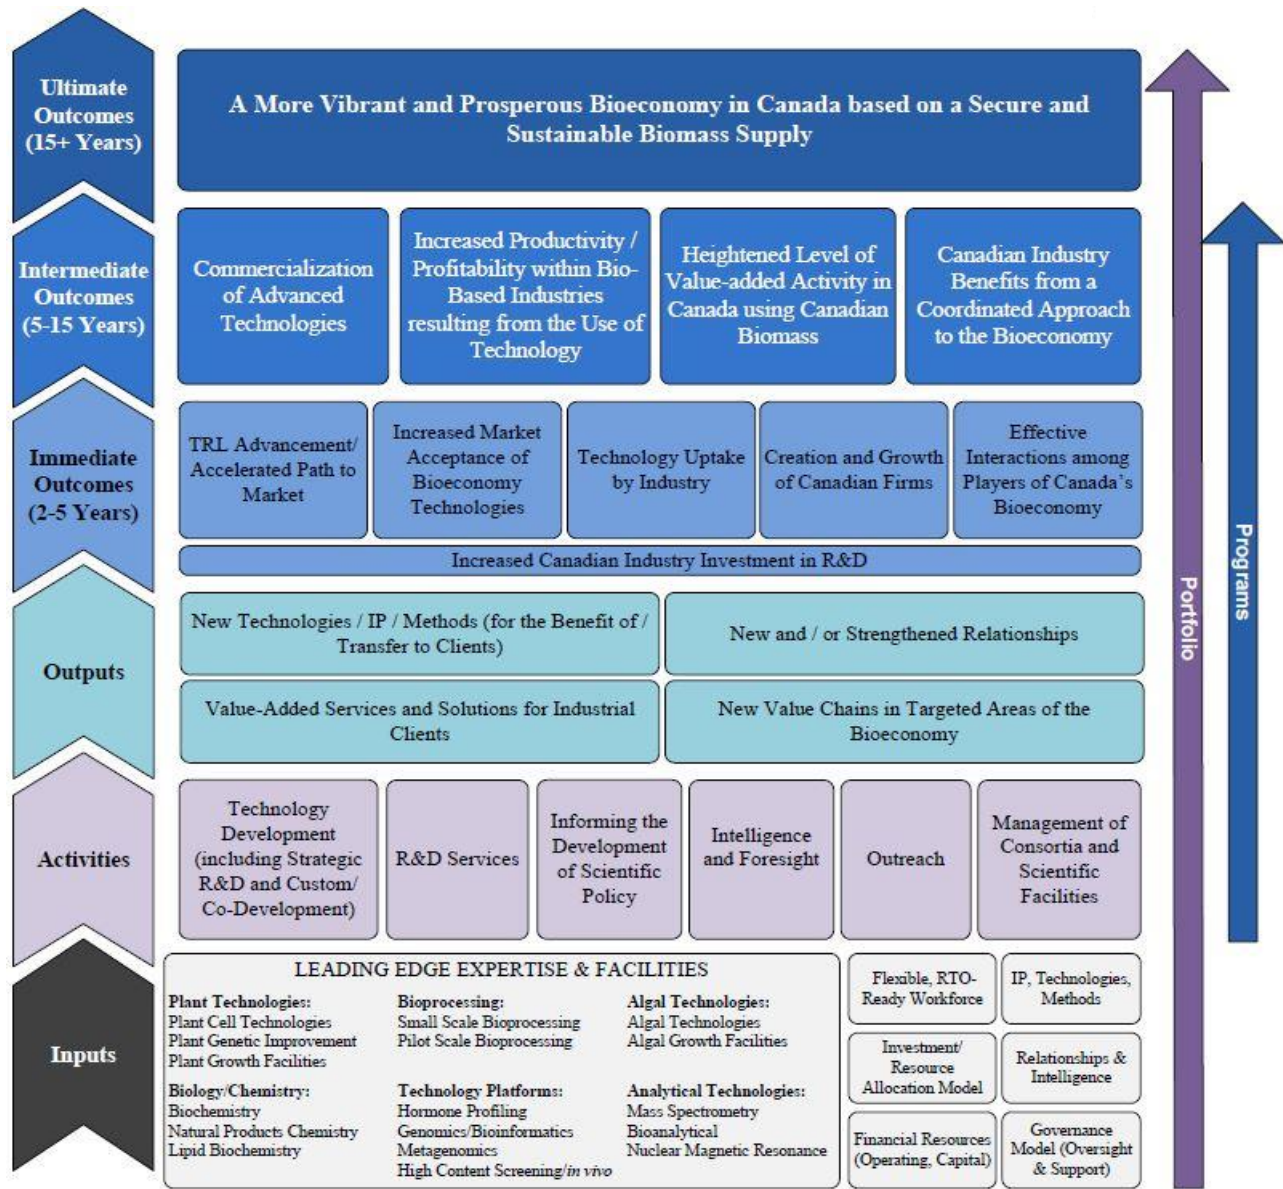 Ultimate
Outcomes
(15+ Years)
A More Vibrant and Prosperous Bioeconomy in Canada based on a Secure and
Sustainable Biomass Supply
Intermediate
Outcomes
(5-15 Years)
Commercialization
of Advanced
Technologies
Increased Productivity /
Profitability within Bio-
Based Industries
resulting from the Use of
Technology
Heightened Level of
Value-added Activity in
Canada using Canadian
Biomass
Canadian Industry
Benefits from a
Coordinated Approach
to the Bioeconomy
Immediate
Outcomes
(2-5 Years)
TRL Advancement/
Accelerated Path to
Market
Increased Market
Acceptance of
Bioeconomy
Technologies
Technology Uptake
by Industry
Creation and Growth
of Canadian Firms
Effective
Interactions among
Players of Canada's
Bioeconomy
Increased Canadian Industry Investment in R&D
Outputs
New Technologies / IP / Methods (for the Benefit of /
Transfer to Clients)
New and / or Strengthened Relationships
Value-Added Services and Solutions for Industrial
Clients
New Value Chains in Targeted Areas of the
Bioeconomy
Activities
Technology
Development
(including Strategic
R&D and Custom/
Co-Development)
R&D Services
Informing the
Development
of Scientific
Policy
Intelligence
and Foresight
Outreach
Management of
Consortia and
Scientific
Facilities
Inputs
LEADING EDGE EXPERTISE & FACILITIES
Plant Technologies:
Plant Cell Technologies
Plant Genetic Improvement
Plant Growth Facilities
Bioprocessing:
Small Scale Bioprocessing
Pilot Scale Bioprocessing
Algal Technologies:
Algal Technologies
Algal Growth Facilities
Biology/Chemistry:
Biochemistry
Natural Products Chemistry
Lipid Biochemistry
Technology Platforms:
Hormone Profiling
Genomics/Bioinformatics
Metagenomics
High Content Screening/in vivo
Analytical Technologies:
Mass Spectrometry
Bioanalytical
Nuclear Magnetic Resonance
Flexible, RTO-
Ready Workforce
IP, Technologies,
Methods
Investment/
Resource
Allocation Model
Relationships &
Intelligence
Financial Resources
(Operating, Capital)
Governance
Model (Oversight
& Support)
Portfolio
Programs